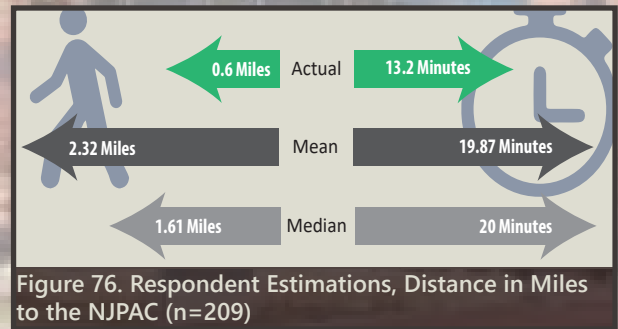 0.6 Miles Actual 13.2 Minutes
2.32 Miles Mean 19.87 Minutes
1.61 Miles Median 20 Minutes
Figure 76. Respondent Estimations, Distance in Miles
to the NJPAC (n=209)